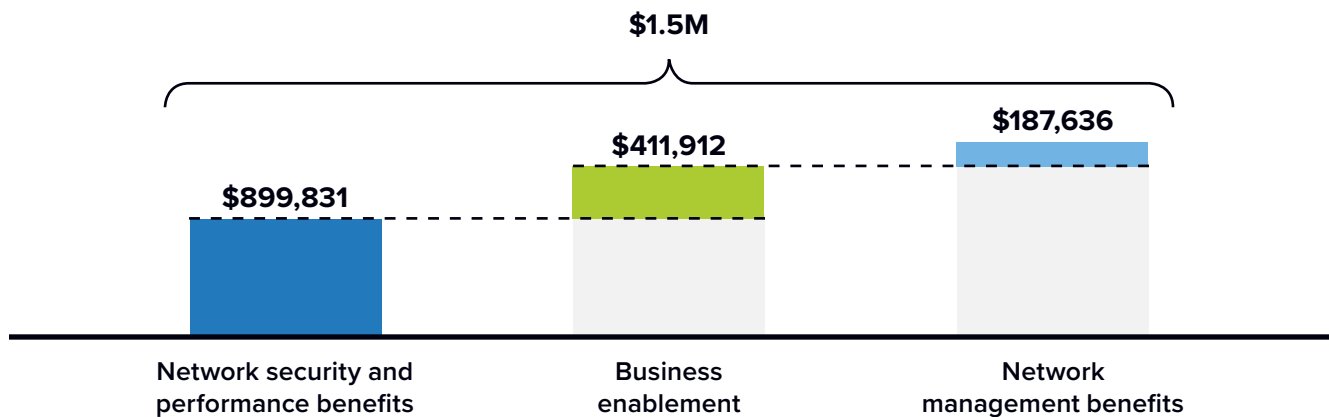 $1.5M
$187,636
$411,912
$899,831
Network security and
performance benefits
Business
enablement
Network
management benefits